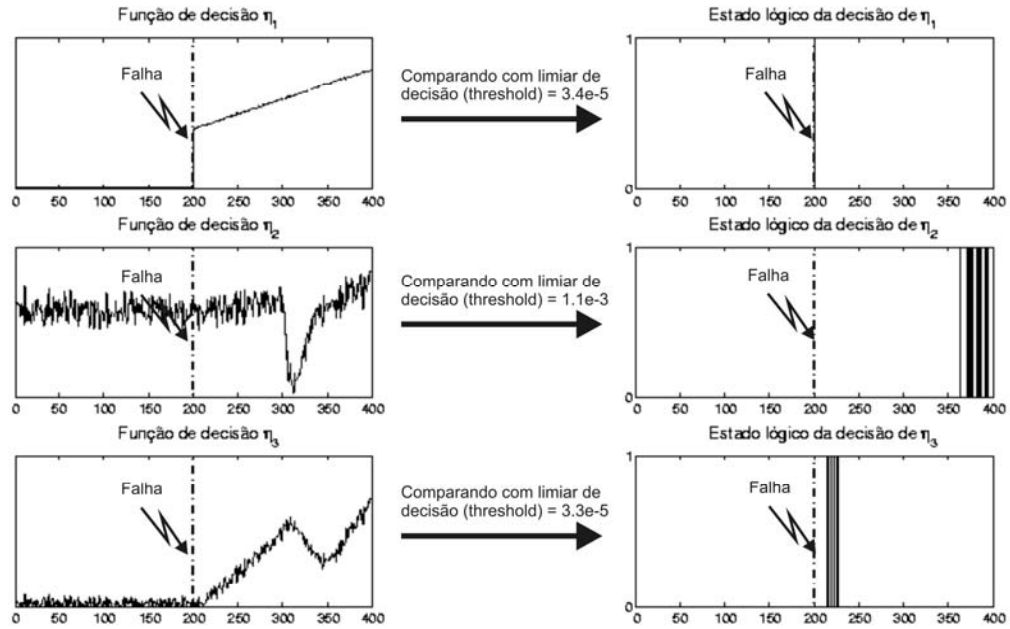 Função de decisão η1
Estado lógico da decisão de η1
1
Falha
Comparando com limiar de
decisão (threshold) = 3.4e-5
Falha
0
0 50 100 150 200 250 300 350 400
0 50 100 150 200 250 300 350 400
Função de decisão η2
Estado lógico da decisão de η2
1
Falha
Comparando com limiar de
decisão (threshold) = 1.1e-3
Falha
0
0 50 100 150 200 250 300 350 400
0 50 100 150 200 250 300 350 400
Função de decisão η3
Estado lógico da decisão de η3
1
Falha
Comparando com limiar de
decisão (threshold) = 3.3e-5
Falha
0
0 50 100 150 200 250 300 350 400
0 50 100 150 200 250 300 350 400